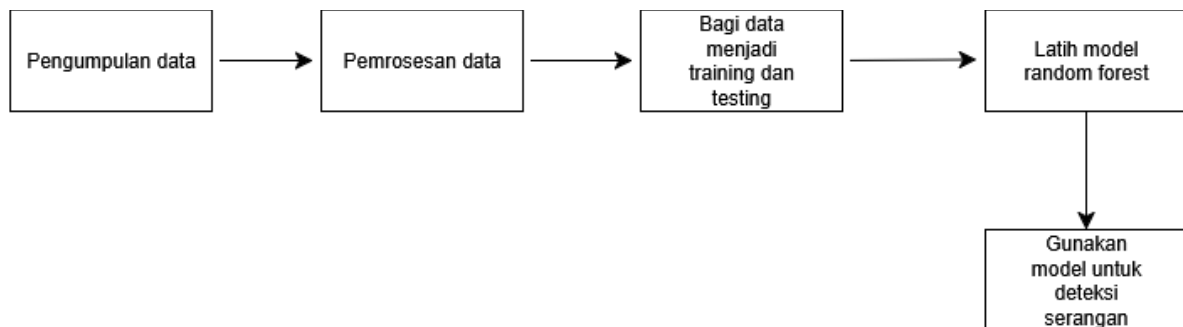 Pengumpulan data
Pemrosesan data
Bagi data
menjadi
training dan
testing
Latih model
random forest
Gunakan
model untuk
deteksi
serangan